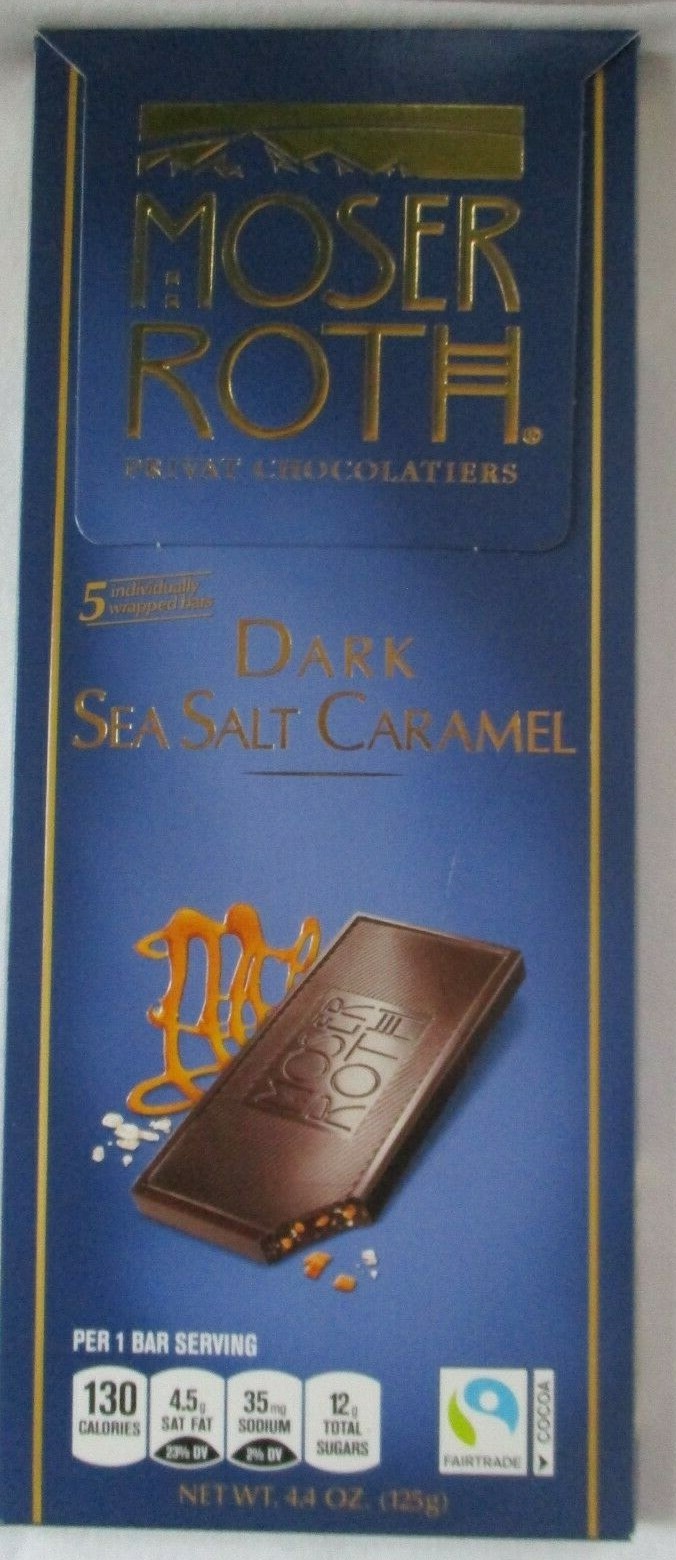 MOSER
ROTH®
PRIVAT CHOCOLATIERS
5 individually
wrapped bars
DARK
SEA SALT CARAMEL
MOSER
ROTH
PER 1 BAR SERVING
130
CALORIES
4.5g
SAT FAT
23% DV
35mg
SODIUM
2% DV
12g
TOTAL
SUGARS
FAIRTRADE
COCOA
NET WT. 4.4 OZ. (125g)